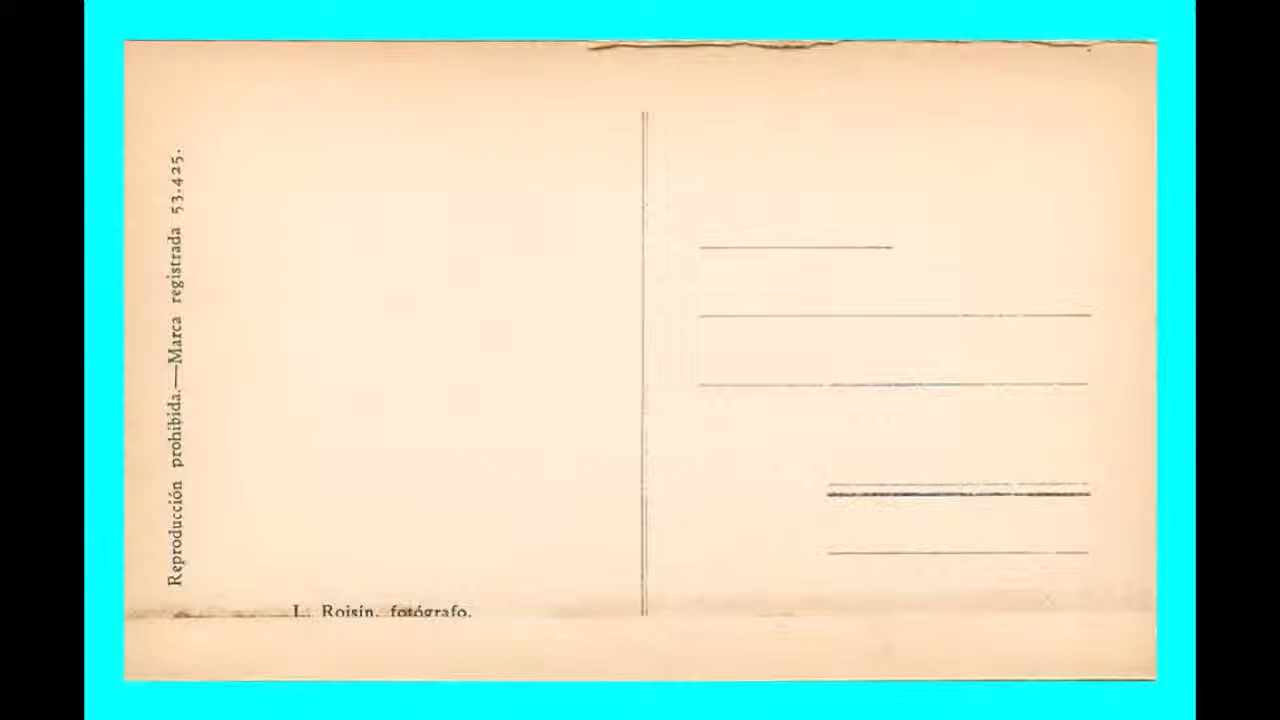 Reproducción prohibida.—Marca registrada 53.425.
L. Roisin, fotógrafo.